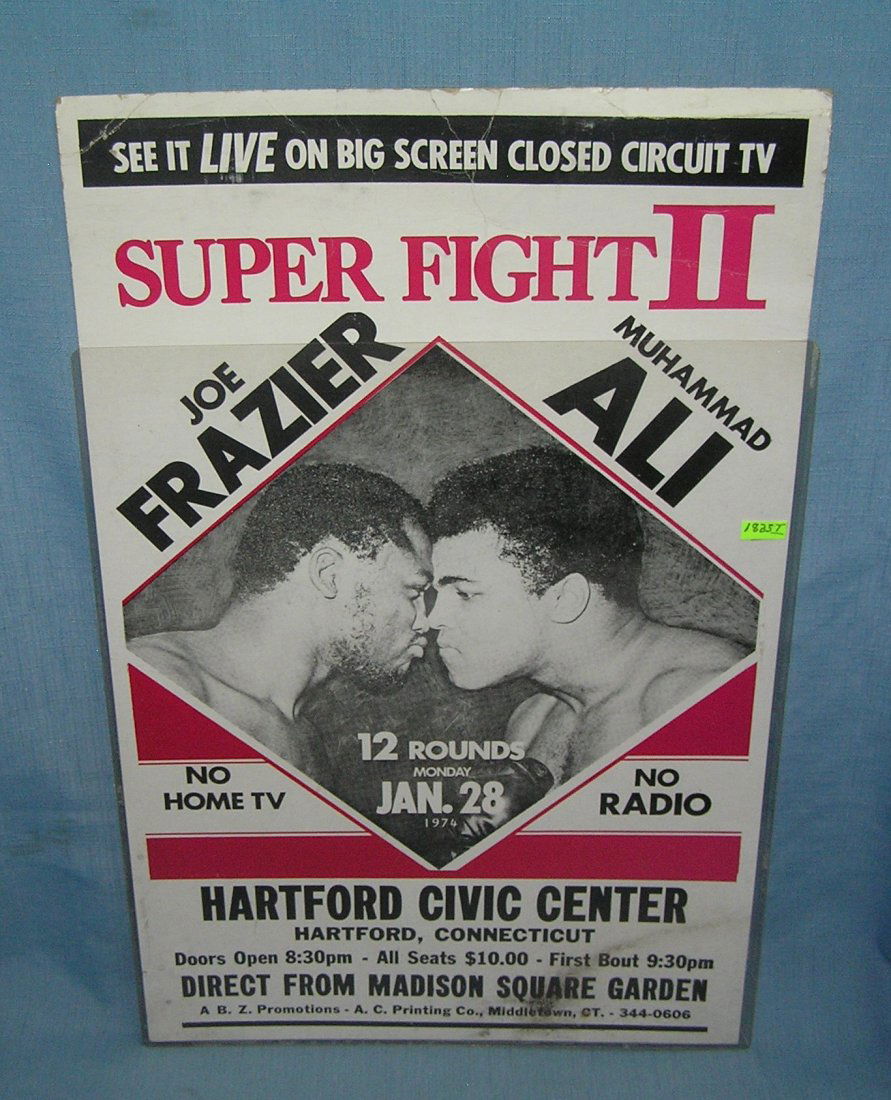 SEE IT LIVE ON BIG SCREEN CLOSED CIRCUIT TV
SUPER FIGHT II
JOE
FRAZIER
MUHAMMAD
ALI
1825I
12 ROUNDS
MONDAY
JAN. 28
1974
NO
HOME TV
NO
RADIO
HARTFORD CIVIC CENTER
HARTFORD, CONNECTICUT
Doors Open 8:30pm - All Seats $10.00 - First Bout 9:30pm
DIRECT FROM MADISON SQUARE GARDEN
A B. Z. Promotions - A. C. Printing Co., Middletown, CT. - 344-0606